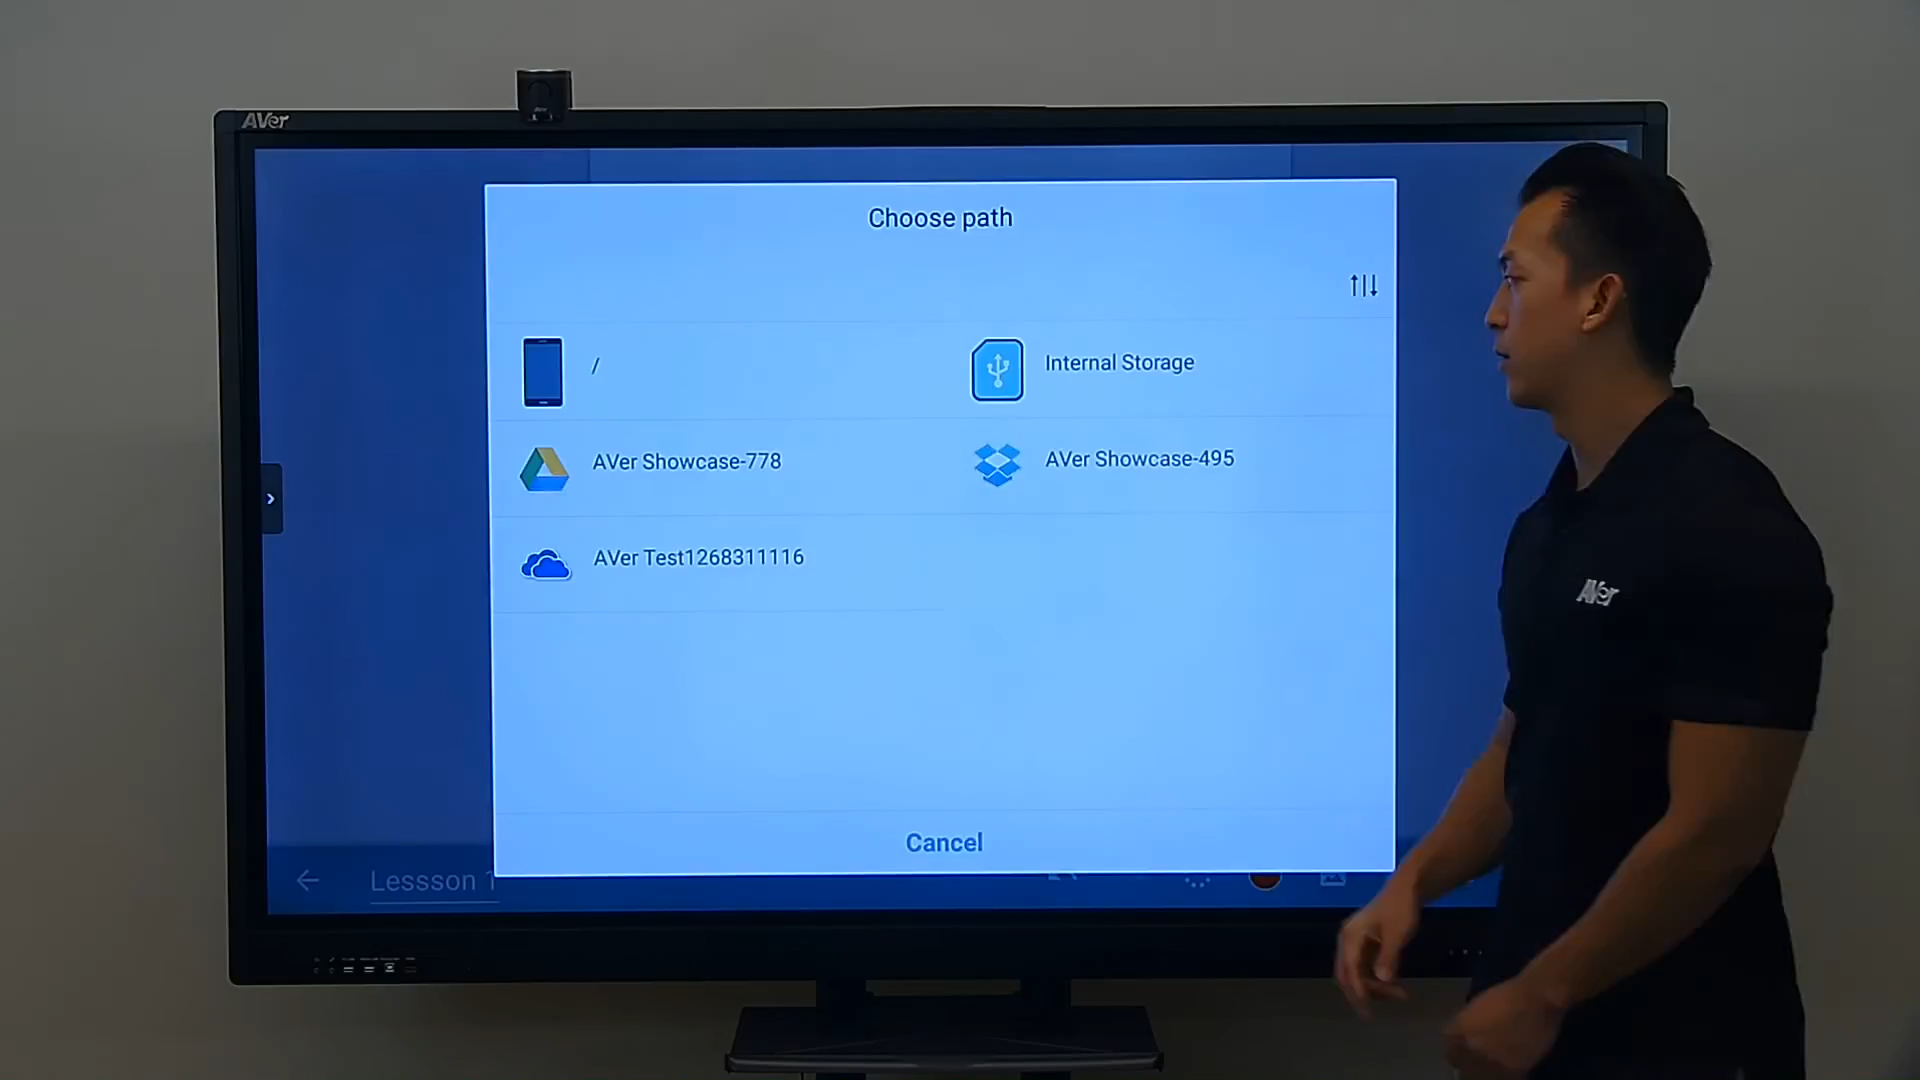 AVer
Choose path
/
Internal Storage
AVer Showcase-778
AVer Showcase-495
AVer Test1268311116
Cancel
Lessson 1
AVer